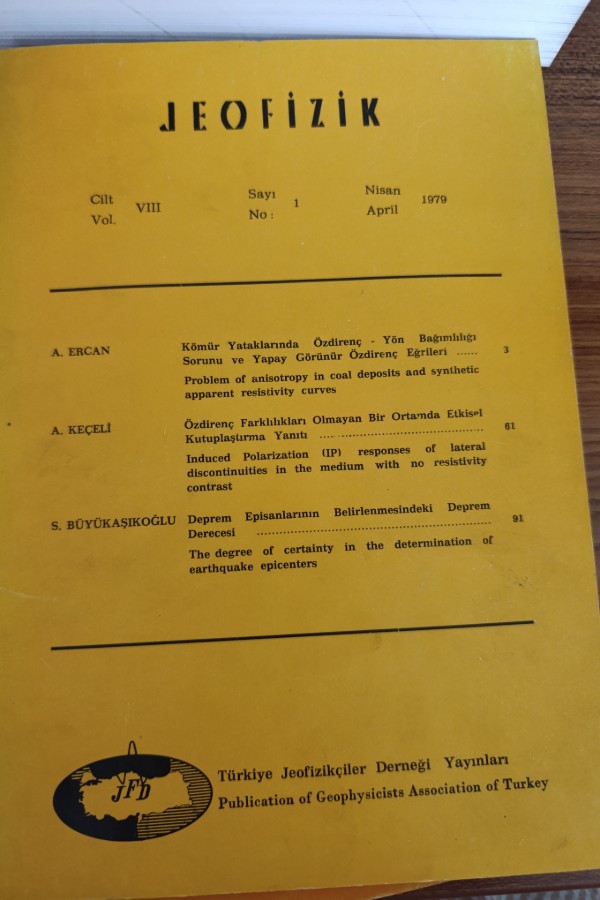 JEOFİZİK
Cilt VIII Sayı 1 Nisan 1979
Vol. No: April
A. ERCAN Kömür Yataklarında Özdirenç - Yön Bağımlılığı
Sorunu ve Yapay Görünür Özdirenç Eğrileri ...... 3
Problem of anisotropy in coal deposits and synthetic
apparent resistivity curves
A. KEÇELİ Özdirenç Farklılıkları Olmayan Bir Ortamda Etkisel
Kutuplaştırma Yanıtı ........................................ 61
Induced Polarization (IP) responses of lateral
discontinuities in the medium with no resistivity
contrast
S. BÜYÜKAŞIKOĞLU Deprem Episanlarının Belirlenmesindeki Deprem
Derecesi ........................................................ 91
The degree of certainty in the determination of
earthquake epicenters
JFD
Türkiye Jeofizikçiler Derneği Yayınları
Publication of Geophysicists Association of Turkey